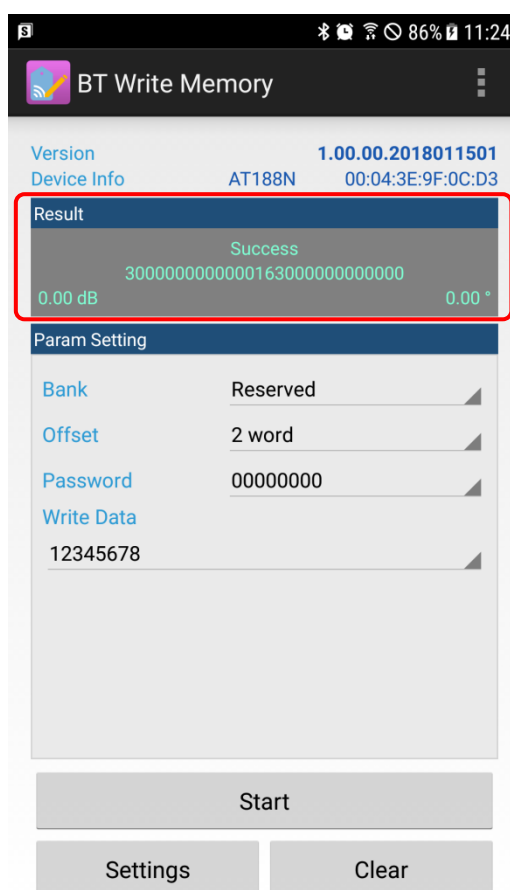 86% 11:24
BT Write Memory
Version 1.00.00.2018011501
Device Info AT188N 00:04:3E:9F:0C:D3
Result
Success
3000000000000163000000000000
0.00 dB 0.00 °
Param Setting
Bank Reserved
Offset 2 word
Password 00000000
Write Data
12345678
Start
Settings Clear